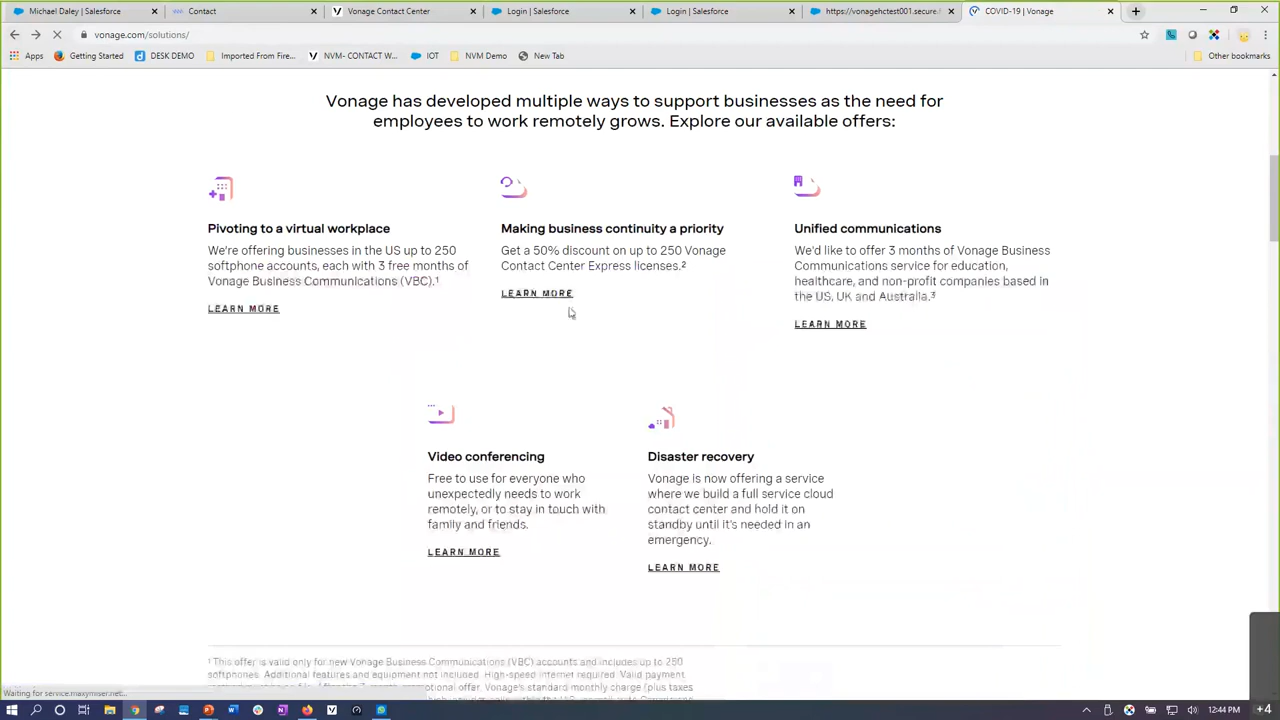 Michael Daley | Salesforce
Contact
Vonage Contact Center
Login | Salesforce
Login | Salesforce
https://vonagehctest001.secure.f
COVID-19 | Vonage
vonage.com/solutions/
Apps
Getting Started
DESK DEMO
Imported From Fire...
NVM- CONTACT W...
IOT
NVM Demo
New Tab
Other bookmarks
Vonage has developed multiple ways to support businesses as the need for
employees to work remotely grows. Explore our available offers:
Pivoting to a virtual workplace
We're offering businesses in the US up to 250
softphone accounts, each with 3 free months of
Vonage Business Communications (VBC).¹
LEARN MORE
Making business continuity a priority
Get a 50% discount on up to 250 Vonage
Contact Center Express licenses.²
LEARN MORE
Unified communications
We'd like to offer 3 months of Vonage Business
Communications service for education,
healthcare, and non-profit companies based in
the US, UK and Australia.³
LEARN MORE
Video conferencing
Free to use for everyone who
unexpectedly needs to work
remotely, or to stay in touch with
family and friends.
LEARN MORE
Disaster recovery
Vonage is now offering a service
where we build a full service cloud
contact center and hold it on
standby until it's needed in an
emergency.
LEARN MORE
¹ This offer is valid only for new Vonage Business Communications (VBC) accounts and includes up to 250
softphones. Additional features and equipment not included. High-speed internet required. Valid payment
otional offer. Vonage's standard monthly charge (plus taxes
Waiting for service.maxymiser.net...
12:44 PM
+4